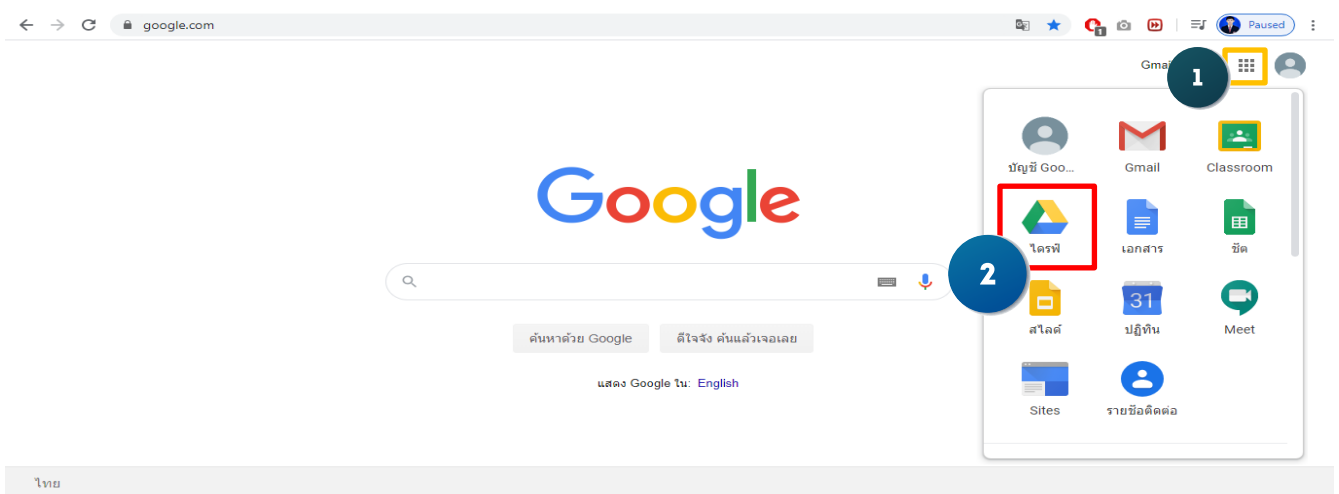 google.com
1
Paused
Gmai
1
บัญชี Goo...
Gmail
Classroom
Google
ไดรฟ์
เอกสาร
ชีต
2
31
สไลด์
ปฏิทิน
Meet
ค้นหาด้วย Google
ดีใจจัง ค้นแล้วเจอเลย
แสดง Google ใน: English
Sites
รายชื่อติดต่อ
ไทย